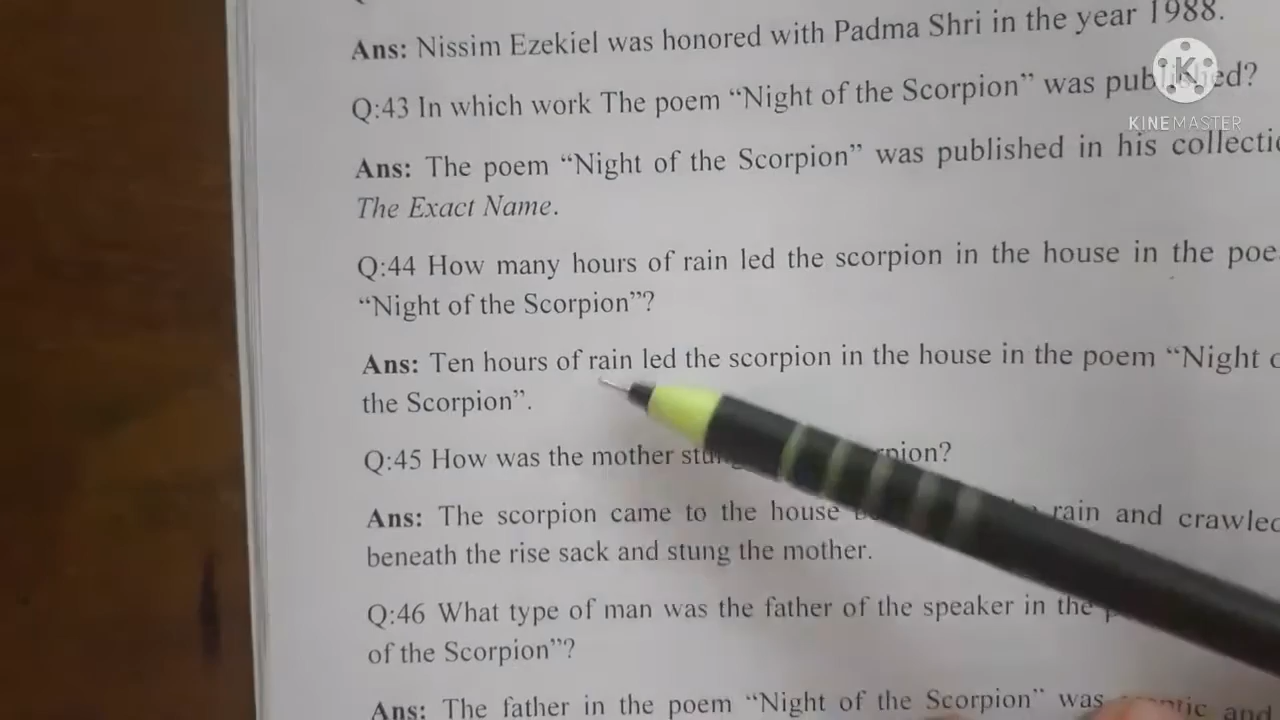 Ans: Nissim Ezekiel was honored with Padma Shri in the year 1988.
Q:43 In which work The poem “Night of the Scorpion” was published?
KINEMASTER
Ans: The poem “Night of the Scorpion” was published in his collecti
The Exact Name.
Q:44 How many hours of rain led the scorpion in the house in the poe
“Night of the Scorpion”?
Ans: Ten hours of rain led the scorpion in the house in the poem “Night
the Scorpion”.
Q:45 How was the mother
Ans: The scorpion came to the house rain and crawled
beneath the rise sack and stung the mother.
Q:46 What type of man was the father of the speaker in the
of the Scorpion”?
Ans: The father in the poem “Night of the Scorpion” was and